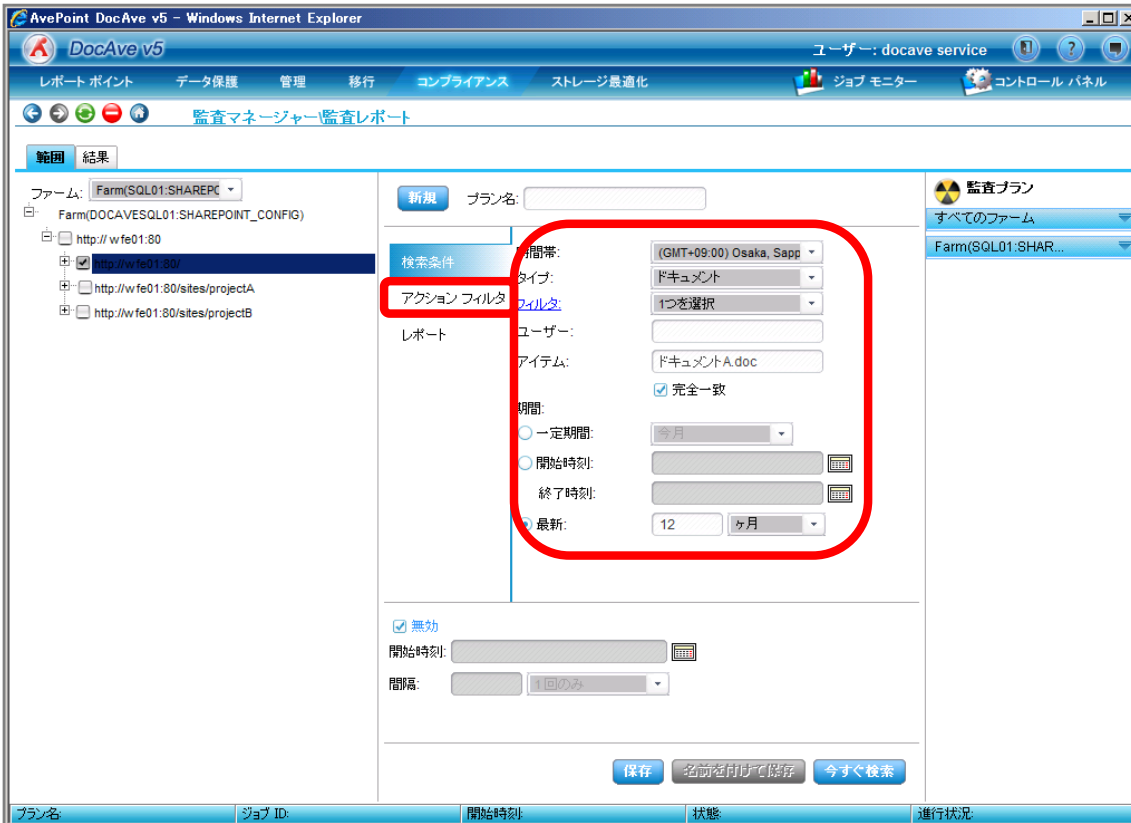 AvePoint DocAve v5 - Windows Internet Explorer
DocAve v5
ユーザー: docave service
レポート ポイント データ保護 管理 移行 コンプライアンス ストレージ最適化 ジョブ モニター コントロール パネル
監査マネージャー\監査レポート
範囲 結果
ファーム: Farm(SQL01:SHAREPC
Farm(DOCAVESQL01:SHAREPOINT_CONFIG)
http://wfe01:80
http://wfe01:80/
http://wfe01:80/sites/projectA
http://wfe01:80/sites/projectB
新規 プラン名:
検索条件
アクション フィルタ
レポート
時間帯: (GMT+09:00) Osaka, Sapp
タイプ: ドキュメント
フィルタ: 1つを選択
ユーザー:
アイテム: ドキュメントA.doc
完全一致
期間:
一定期間: 今月
開始時刻:
終了時刻:
最新: 12 ヶ月
無効
開始時刻:
間隔: 1回のみ
保存 名前を付けて保存 今すぐ検索
監査プラン
すべてのファーム
Farm(SQL01:SHAR...
プラン名: ジョブ ID: 開始時刻: 状態: 進行状況: